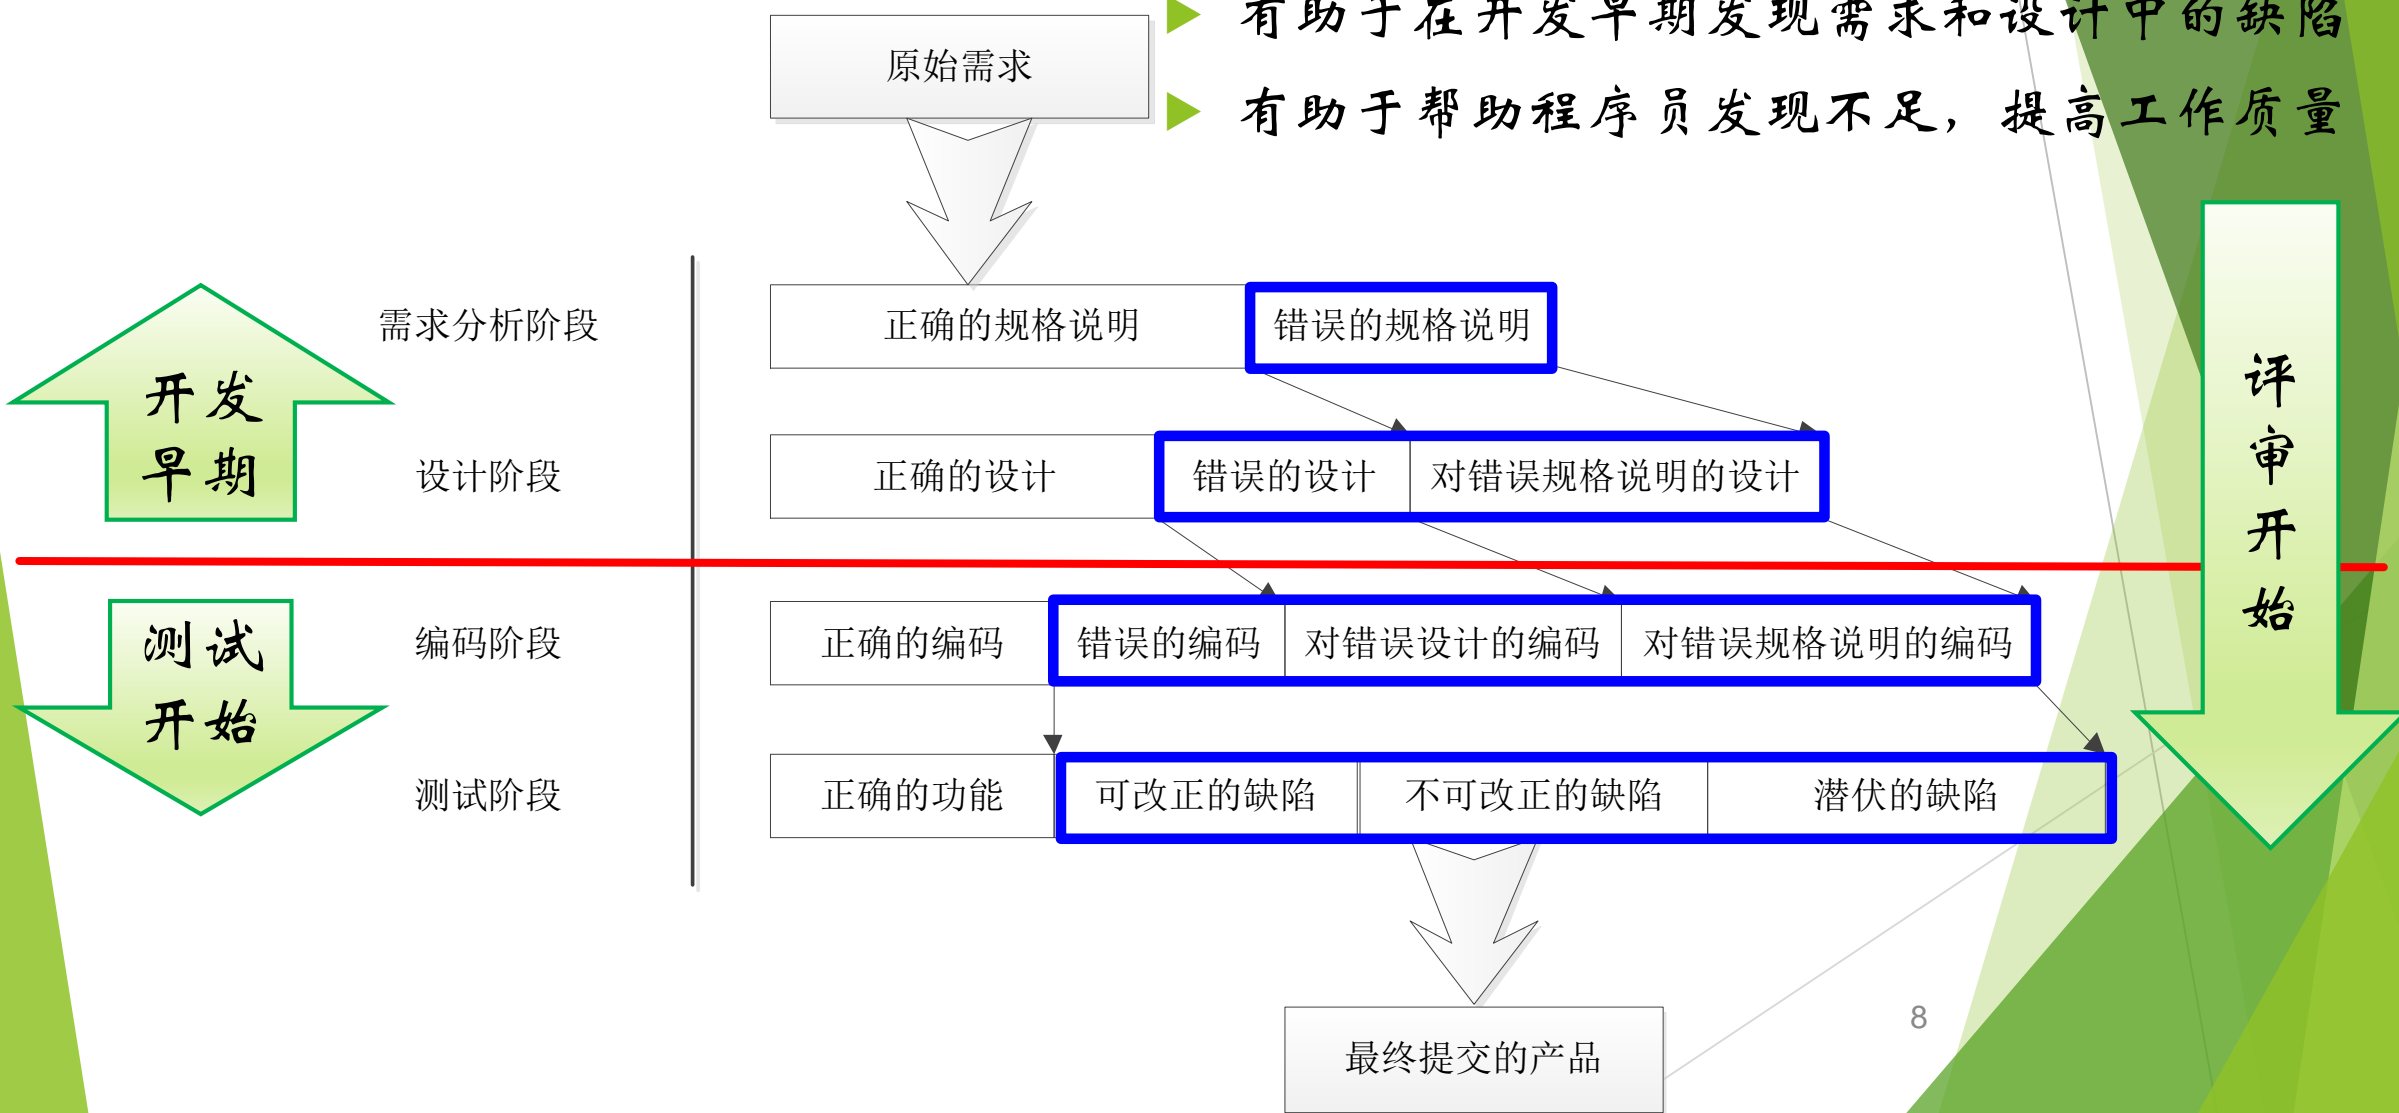 有助于在开发早期发现需求和设计中的缺陷
有助于帮助程序员发现不足，提高工作质量
原始需求
开发
早期
测试
开始
需求分析阶段
正确的规格说明
错误的规格说明
设计阶段
正确的设计
错误的设计
对错误规格说明的设计
编码阶段
正确的编码
错误的编码
对错误设计的编码
对错误规格说明的编码
测试阶段
正确的功能
可改正的缺陷
不可改正的缺陷
潜伏的缺陷
评
审
开
始
最终提交的产品
8